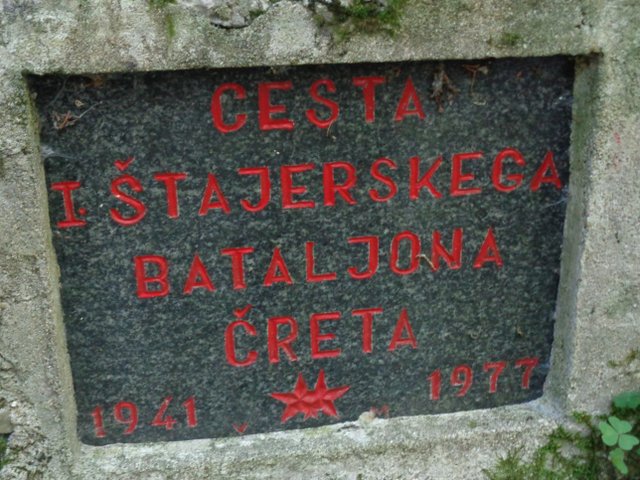 CESTA
I. ŠTAJERSKEGA
BATALJONA
ČRETA
1941 1977